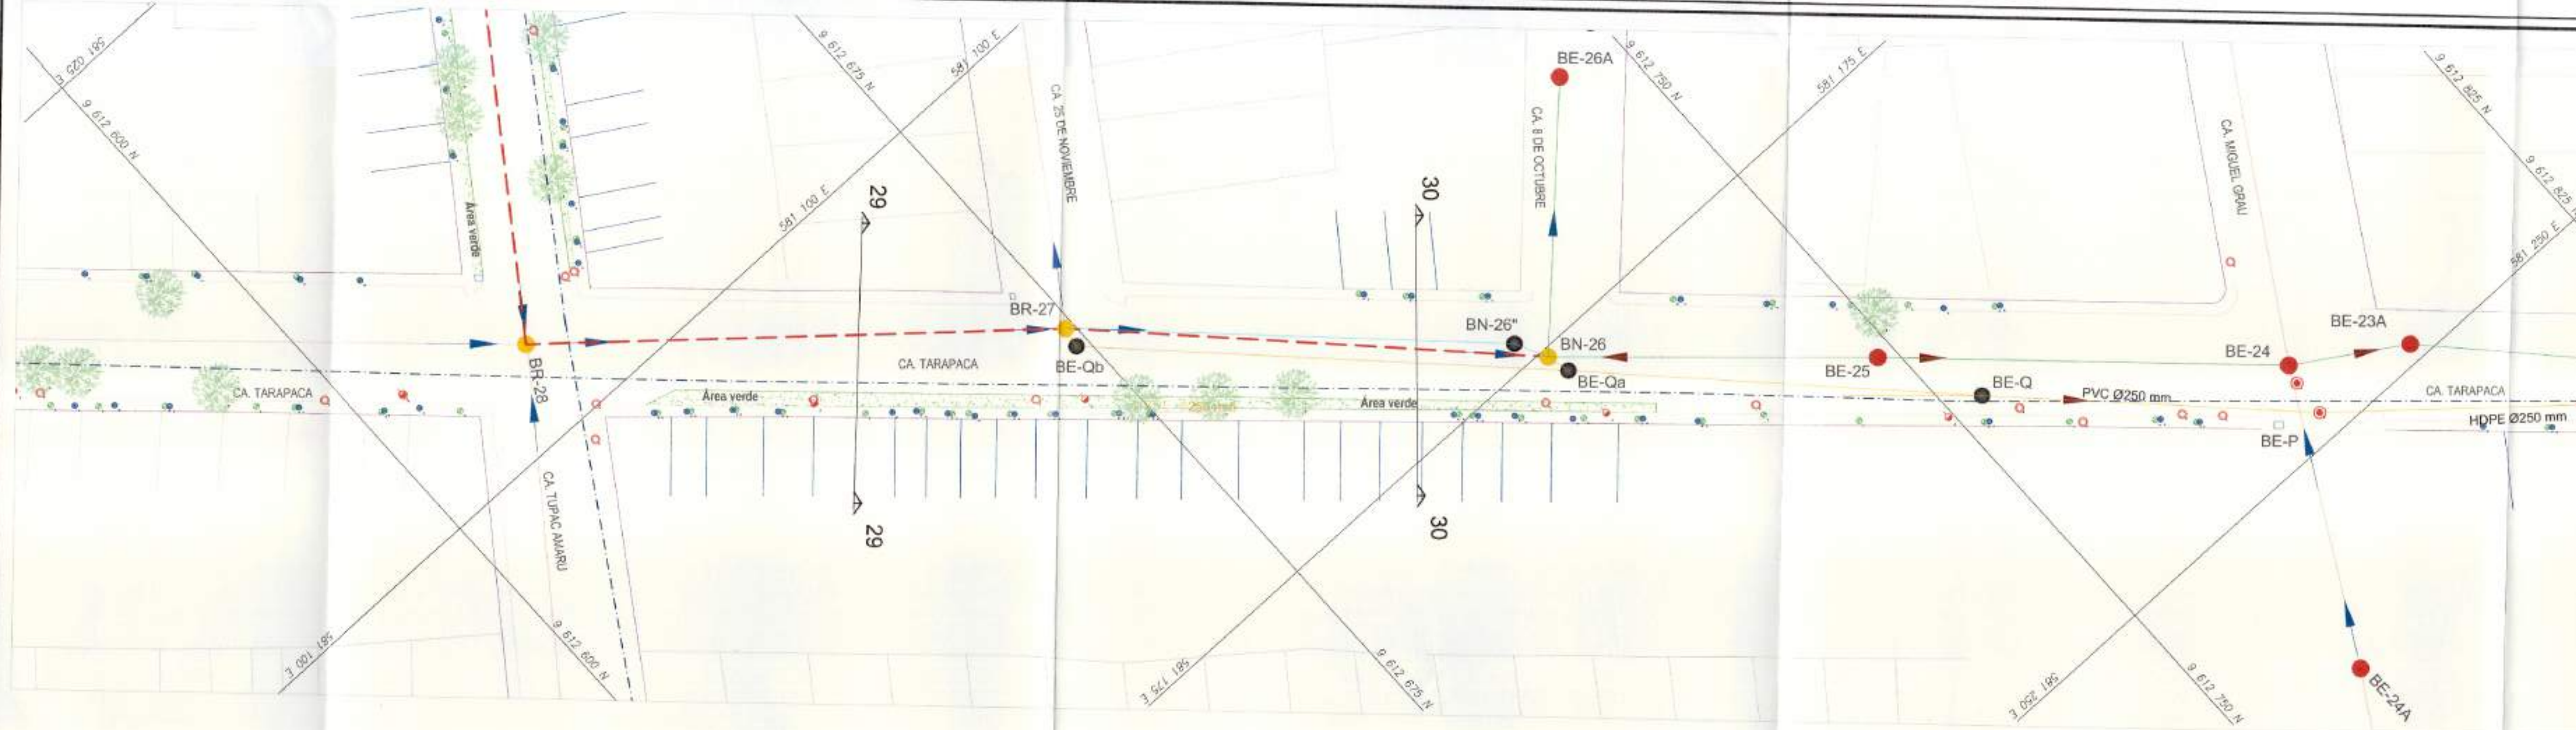 581 025 E
9 612 600 N
9 612 675 N
581 100 E
CA. 25 DE NOVIEMBRE
BE-26A
9 612 750 N
581 175 E
9 612 825 N
CA. 8 DE OCTUBRE
CA. MIGUEL GRAU
9 612 825 N
Área verde
581 100 E
29
30
581 250 E
BR-27
BN-26"
BN-26
BE-23A
BE-24
BR-28
CA. TARAPACA
BE-Qb
BE-Qa
BE-25
BE-Q
CA. TARAPACA
Área verde
Área verde
PVC Ø250 mm
CA. TARAPACA
HDPE Ø250 mm
BE-P
CA. TUPAC AMARU
29
30
581 100 E
9 612 600 N
581 175 E
9 612 675 N
581 250 E
9 612 750 N
BE-24A